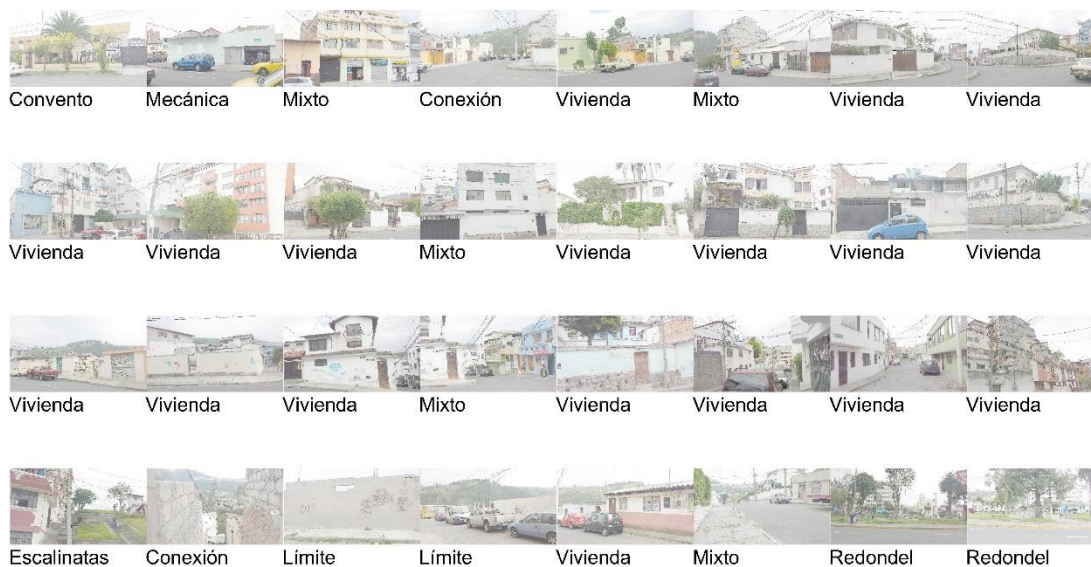 Convento Mecánica Mixto Conexión Vivienda Mixto Vivienda Vivienda
Vivienda Vivienda Vivienda Mixto Vivienda Vivienda Vivienda Vivienda
Vivienda Vivienda Vivienda Mixto Vivienda Vivienda Vivienda Vivienda
Escalinatas Conexión Límite Límite Vivienda Mixto Redondel Redondel